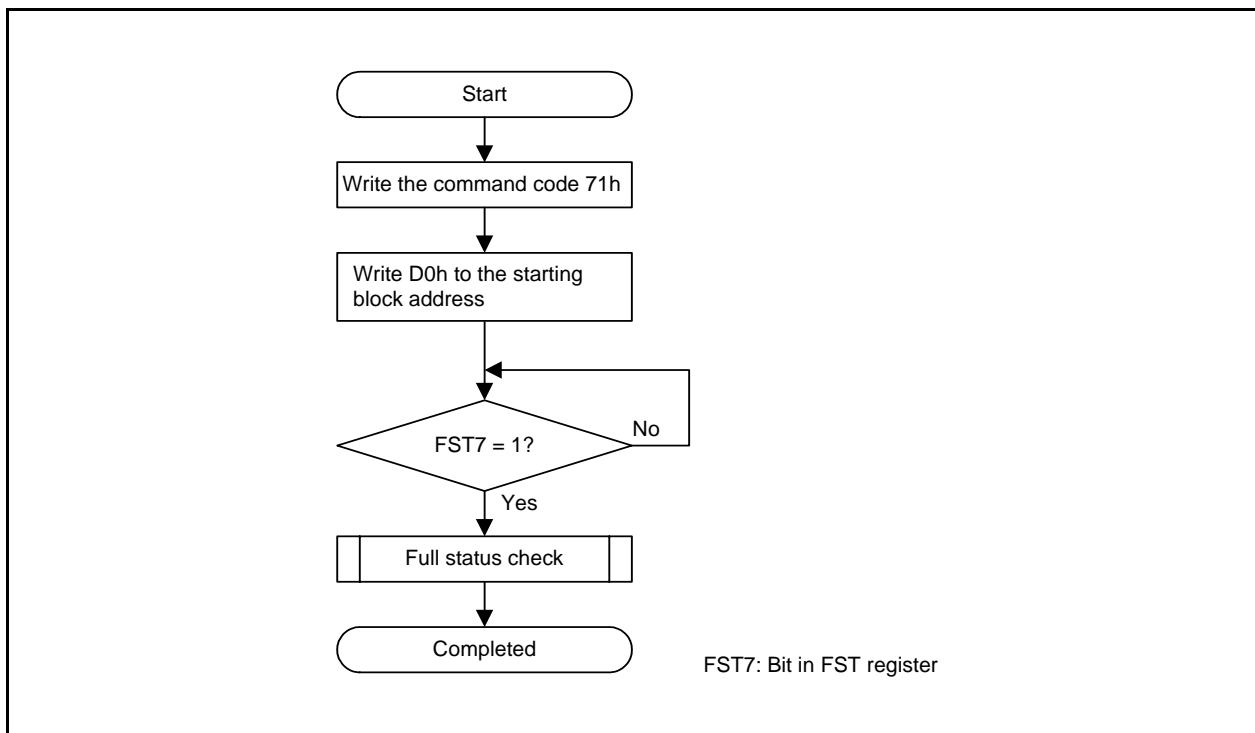 Start
Write the command code 71h
Write D0h to the starting
block address
No
FST7 = 1?
Yes
Full status check
Completed
FST7: Bit in FST register